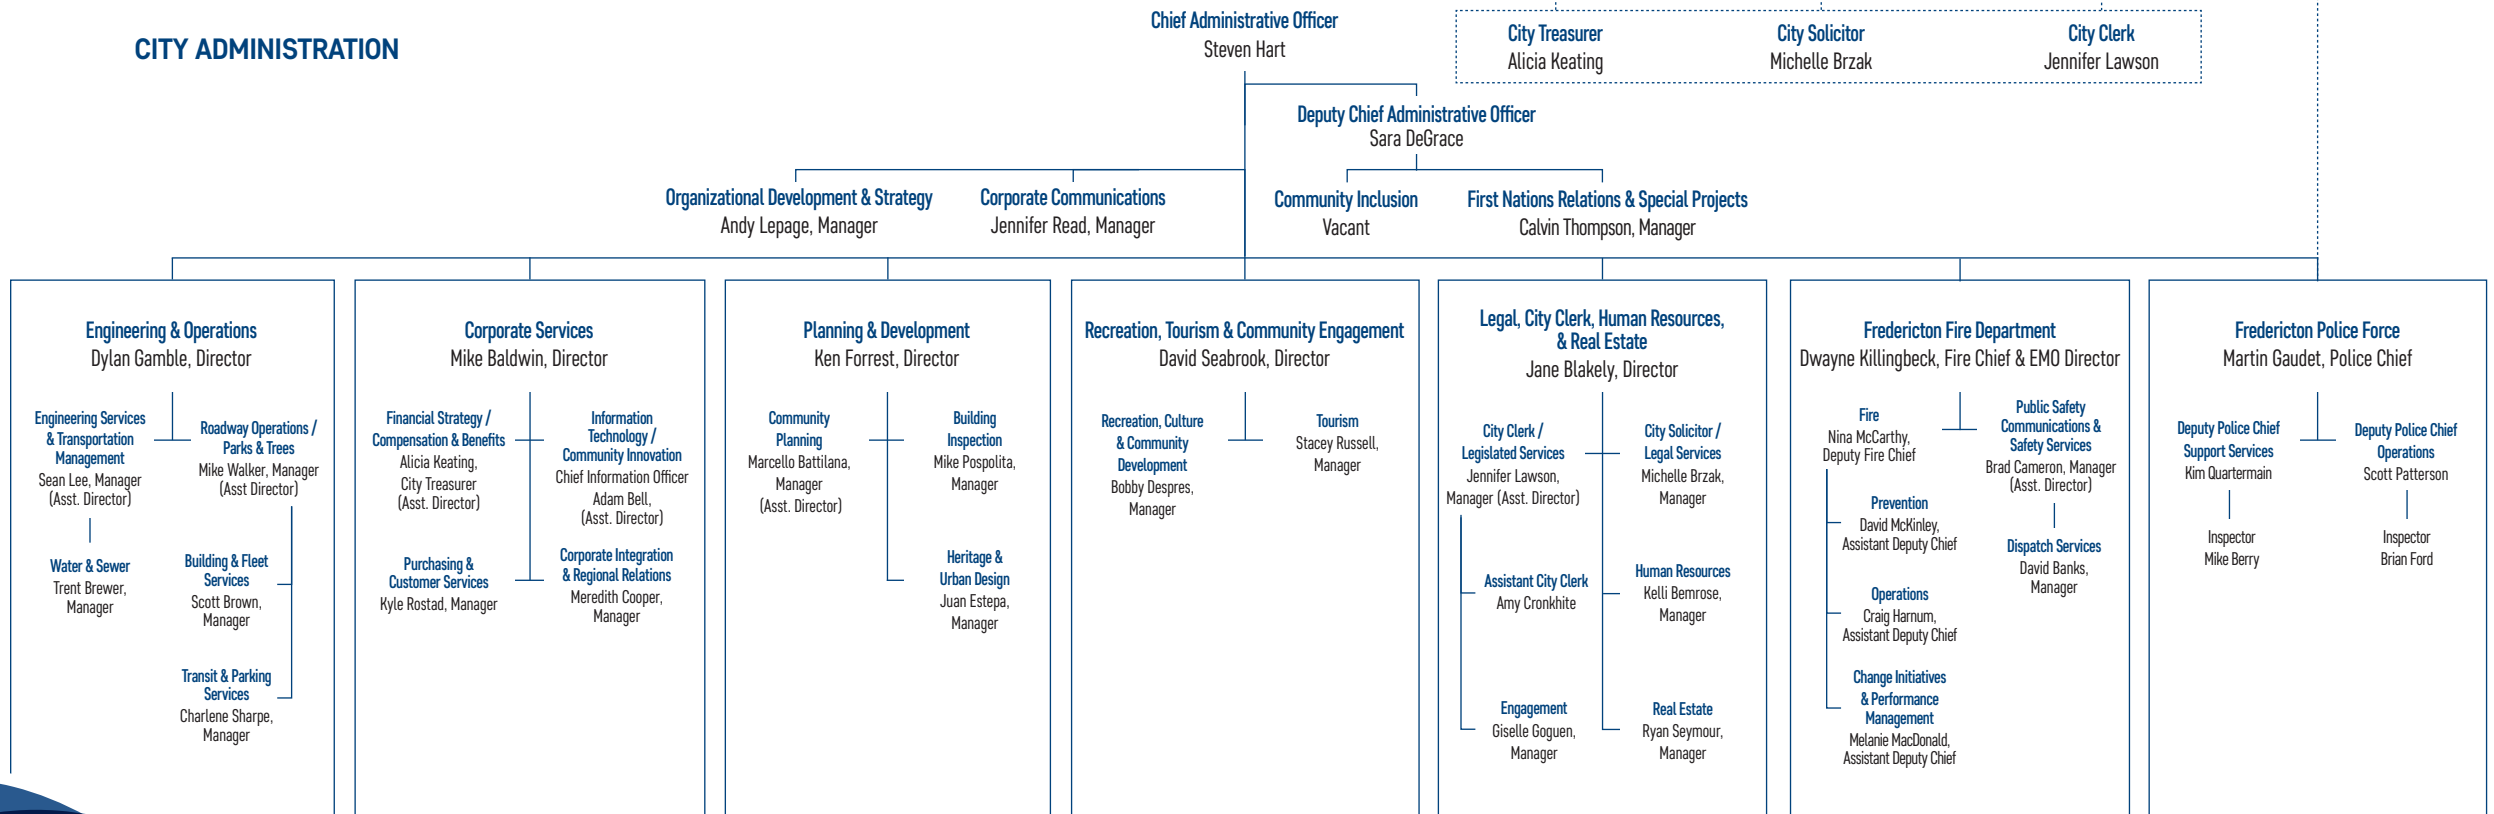 CITY ADMINISTRATION
Chief Administrative Officer
Steven Hart
City Treasurer
Alicia Keating
City Solicitor
Michelle Brzak
City Clerk
Jennifer Lawson
Deputy Chief Administrative Officer
Sara DeGrace
Organizational Development & Strategy
Andy Lepage, Manager
Corporate Communications
Jennifer Read, Manager
Community Inclusion
Vacant
First Nations Relations & Special Projects
Calvin Thompson, Manager
Engineering & Operations
Dylan Gamble, Director
Engineering Services
& Transportation
Management
Sean Lee, Manager
(Asst. Director)
Water & Sewer
Trent Brewer,
Manager
Roadway Operations /
Parks & Trees
Mike Walker, Manager
(Asst Director)
Building & Fleet
Services
Scott Brown,
Manager
Transit & Parking
Services
Charlene Sharpe,
Manager
Corporate Services
Mike Baldwin, Director
Financial Strategy /
Compensation & Benefits
Alicia Keating,
City Treasurer
(Asst. Director)
Purchasing &
Customer Services
Kyle Rostad, Manager
Information
Technology /
Community Innovation
Chief Information Officer
Adam Bell,
(Asst. Director)
Corporate Integration
& Regional Relations
Meredith Cooper,
Manager
Planning & Development
Ken Forrest, Director
Community
Planning
Marcello Battilana,
Manager
(Asst. Director)
Building
Inspection
Mike Pospolita,
Manager
Heritage &
Urban Design
Juan Estepa,
Manager
Recreation, Tourism & Community Engagement
David Seabrook, Director
Recreation, Culture
& Community
Development
Bobby Despres,
Manager
Tourism
Stacey Russell,
Manager
Legal, City Clerk, Human Resources,
& Real Estate
Jane Blakely, Director
City Clerk /
Legislated Services
Jennifer Lawson,
Manager (Asst. Director)
Assistant City Clerk
Amy Cronkhite
Engagement
Giselle Goguen,
Manager
City Solicitor /
Legal Services
Michelle Brzak,
Manager
Human Resources
Kelli Bemrose,
Manager
Real Estate
Ryan Seymour,
Manager
Fredericton Fire Department
Dwayne Killingbeck, Fire Chief & EMO Director
Fire
Nina McCarthy,
Deputy Fire Chief
Prevention
David McKinley,
Assistant Deputy Chief
Operations
Craig Harnum,
Assistant Deputy Chief
Change Initiatives
& Performance
Management
Melanie MacDonald,
Assistant Deputy Chief
Public Safety
Communications &
Safety Services
Brad Cameron, Manager
(Asst. Director)
Dispatch Services
David Banks,
Manager
Fredericton Police Force
Martin Gaudet, Police Chief
Deputy Police Chief
Support Services
Kim Quartermain
Inspector
Mike Berry
Deputy Police Chief
Operations
Scott Patterson
Inspector
Brian Ford